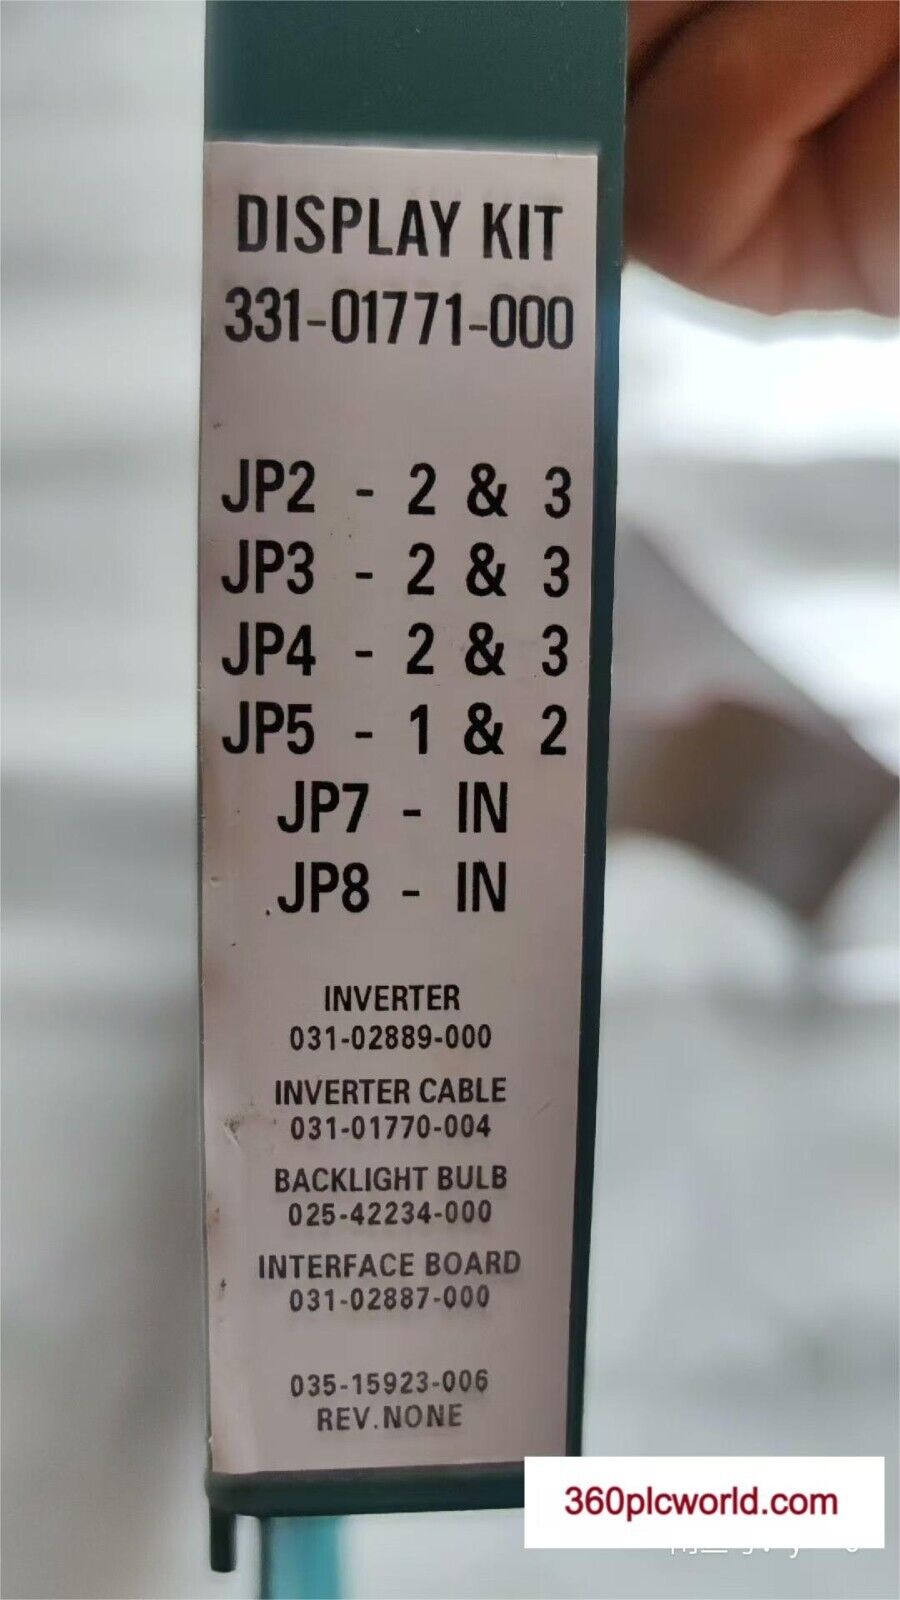 DISPLAY KIT
331-01771-000
JP2 - 2 & 3
JP3 - 2 & 3
JP4 - 2 & 3
JP5 - 1 & 2
JP7 - IN
JP8 - IN
INVERTER
031-02889-000
INVERTER CABLE
031-01770-004
BACKLIGHT BULB
025-42234-000
INTERFACE BOARD
031-02887-000
035-15923-006
REV.NONE
360plcworld.com